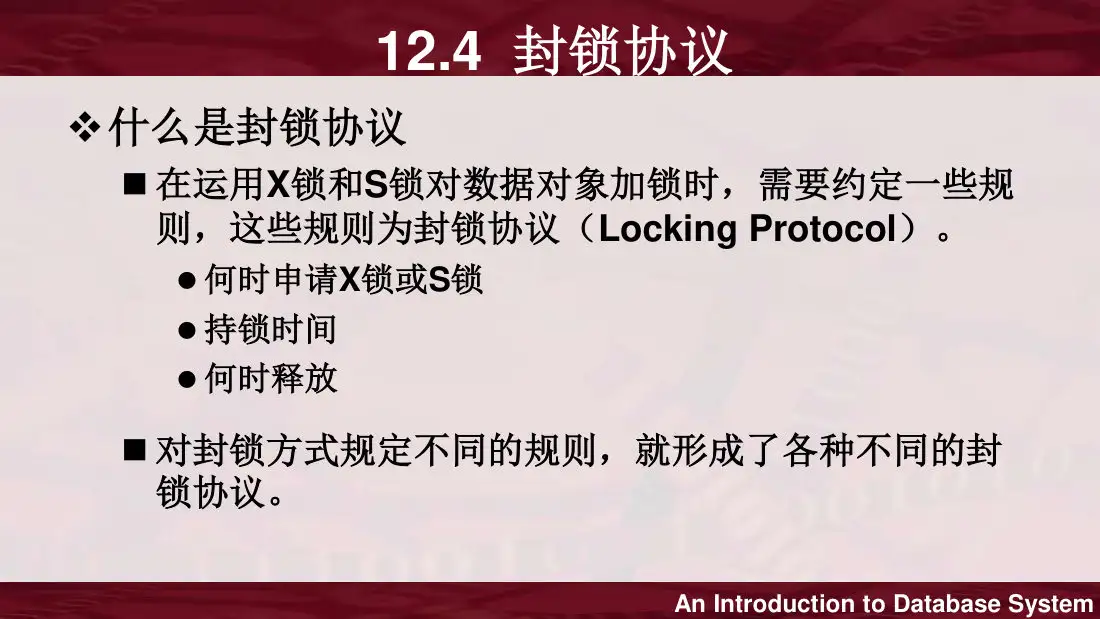 12.4 封锁协议
❖什么是封锁协议
■ 在运用X锁和S锁对数据对象加锁时，需要约定一些规
则，这些规则为封锁协议（Locking Protocol）。
● 何时申请X锁或S锁
● 持锁时间
● 何时释放
■ 对封锁方式规定不同的规则，就形成了各种不同的封
锁协议。
An Introduction to Database System